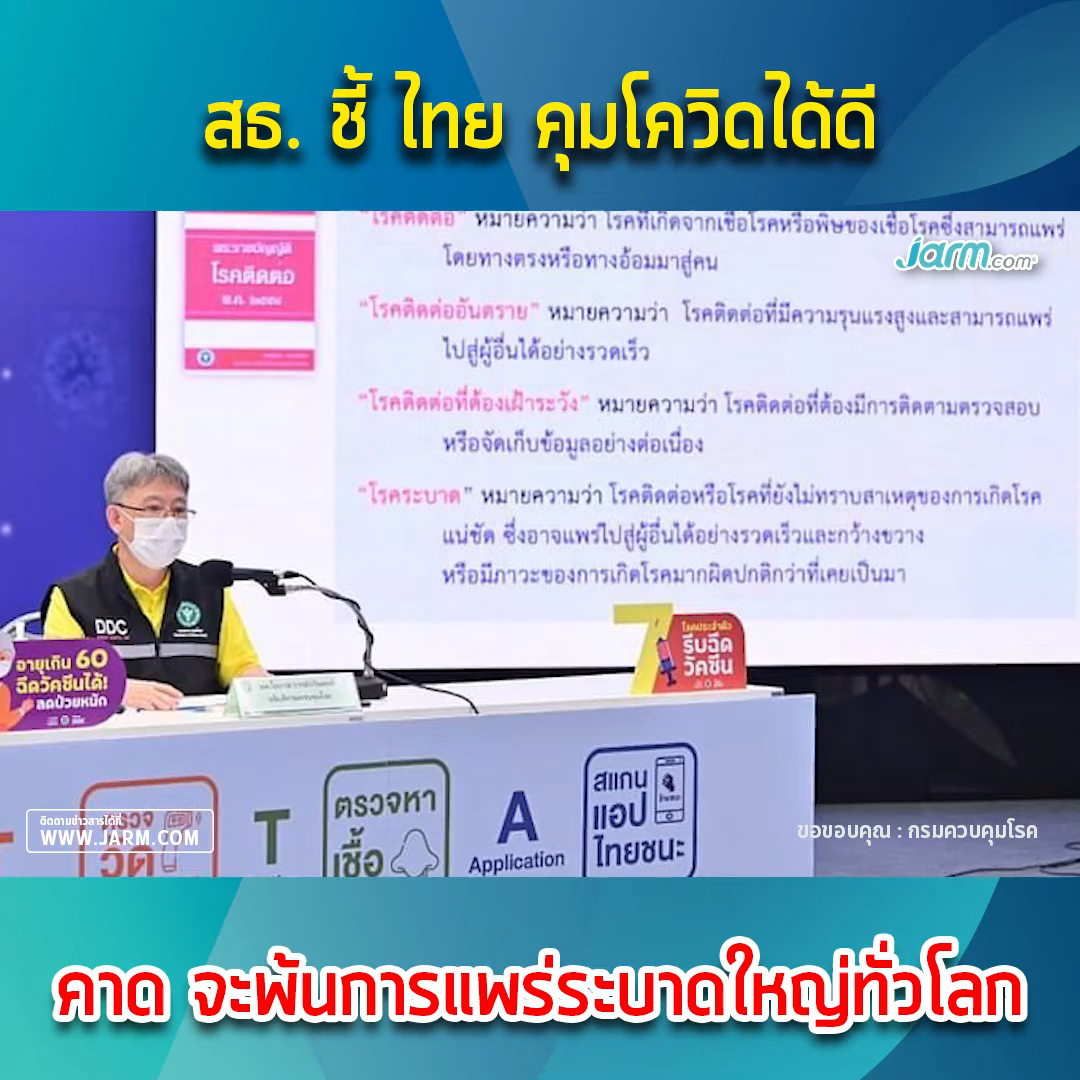 สธ. ชี้ ไทย คุมโควิดได้ดี
"โรคติดต่อ" หมายความว่า โรคที่เกิดจากเชื้อโรคหรือพิษของเชื้อโรคซึ่งสามารถแพร่
โดยทางตรงหรือทางอ้อมมาสู่คน
jarm.com
พระราชบัญญัติ
โรคติดต่อ
พ.ศ. ๒๕๕๘
"โรคติดต่ออันตราย" หมายความว่า โรคติดต่อที่มีความรุนแรงสูงและสามารถแพร่
ไปสู่ผู้อื่นได้อย่างรวดเร็ว
"โรคติดต่อที่ต้องเฝ้าระวัง" หมายความว่า โรคติดต่อที่ต้องมีการติดตามตรวจสอบ
หรือจัดเก็บข้อมูลอย่างต่อเนื่อง
"โรคระบาด" หมายความว่า โรคติดต่อหรือโรคที่ยังไม่ทราบสาเหตุของการเกิดโรค
แน่ชัด ซึ่งอาจแพร่ไปสู่ผู้อื่นได้อย่างรวดเร็วและกว้างขวาง
หรือมีภาวะของการเกิดโรคมากผิดปกติกว่าที่เคยเป็นมา
DDC
อายุเกิน 60
ฉีดวัคซีนได้!
ลดป่วยหนัก
7
โรคประจำตัว
รีบฉีด
วัคซีน
ตรวจ
วัด
T
ตรวจหา
เชื้อ
A
Application
สแกน
แอป
ไทยชนะ
ติดตามข่าวสารได้ที่
WWW.JARM.COM
ขอขอบคุณ : กรมควบคุมโรค
คาด จะพ้นการแพร่ระบาดใหญ่ทั่วโลก